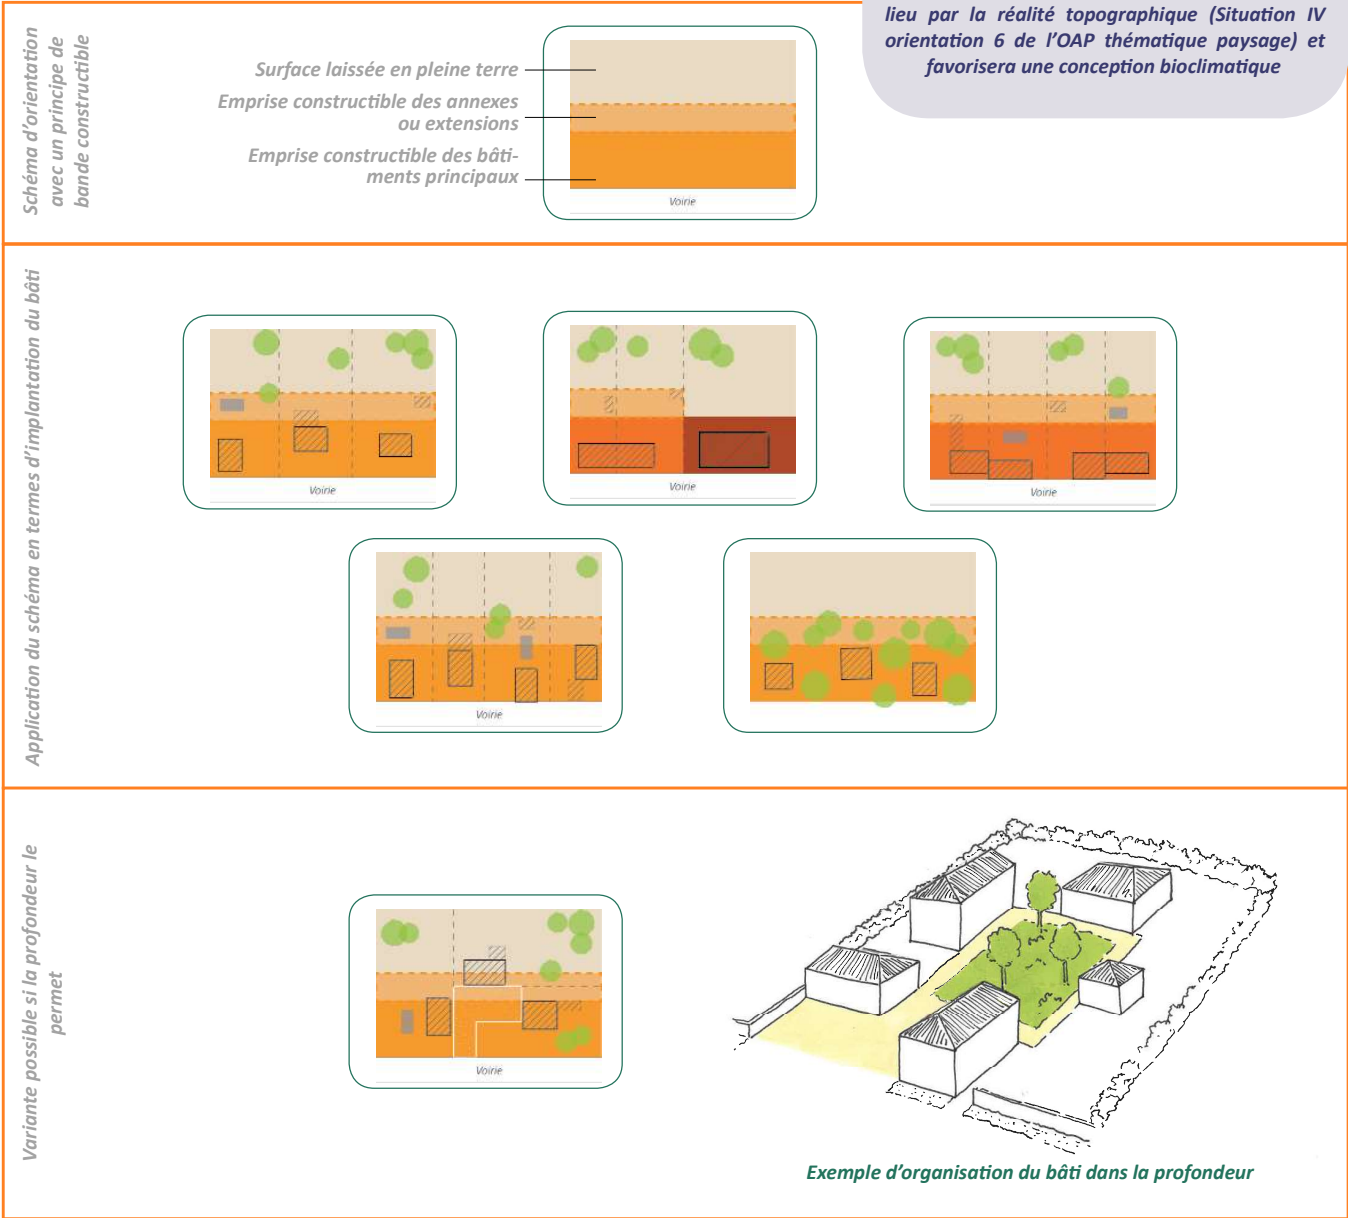 lieu par la réalité topographique (Situation IV
orientation 6 de l'OAP thématique paysage) et
favorisera une conception bioclimatique
Schéma d'orientation
avec un principe de
bande constructible
Surface laissée en pleine terre
Emprise constructible des annexes
ou extensions
Emprise constructible des bâti-
ments principaux
Voirie
Application du schéma en termes d'implantation du bâti
Voirie
Voirie
Voirie
Voirie
Variante possible si la profondeur le
permet
Voirie
Exemple d'organisation du bâti dans la profondeur